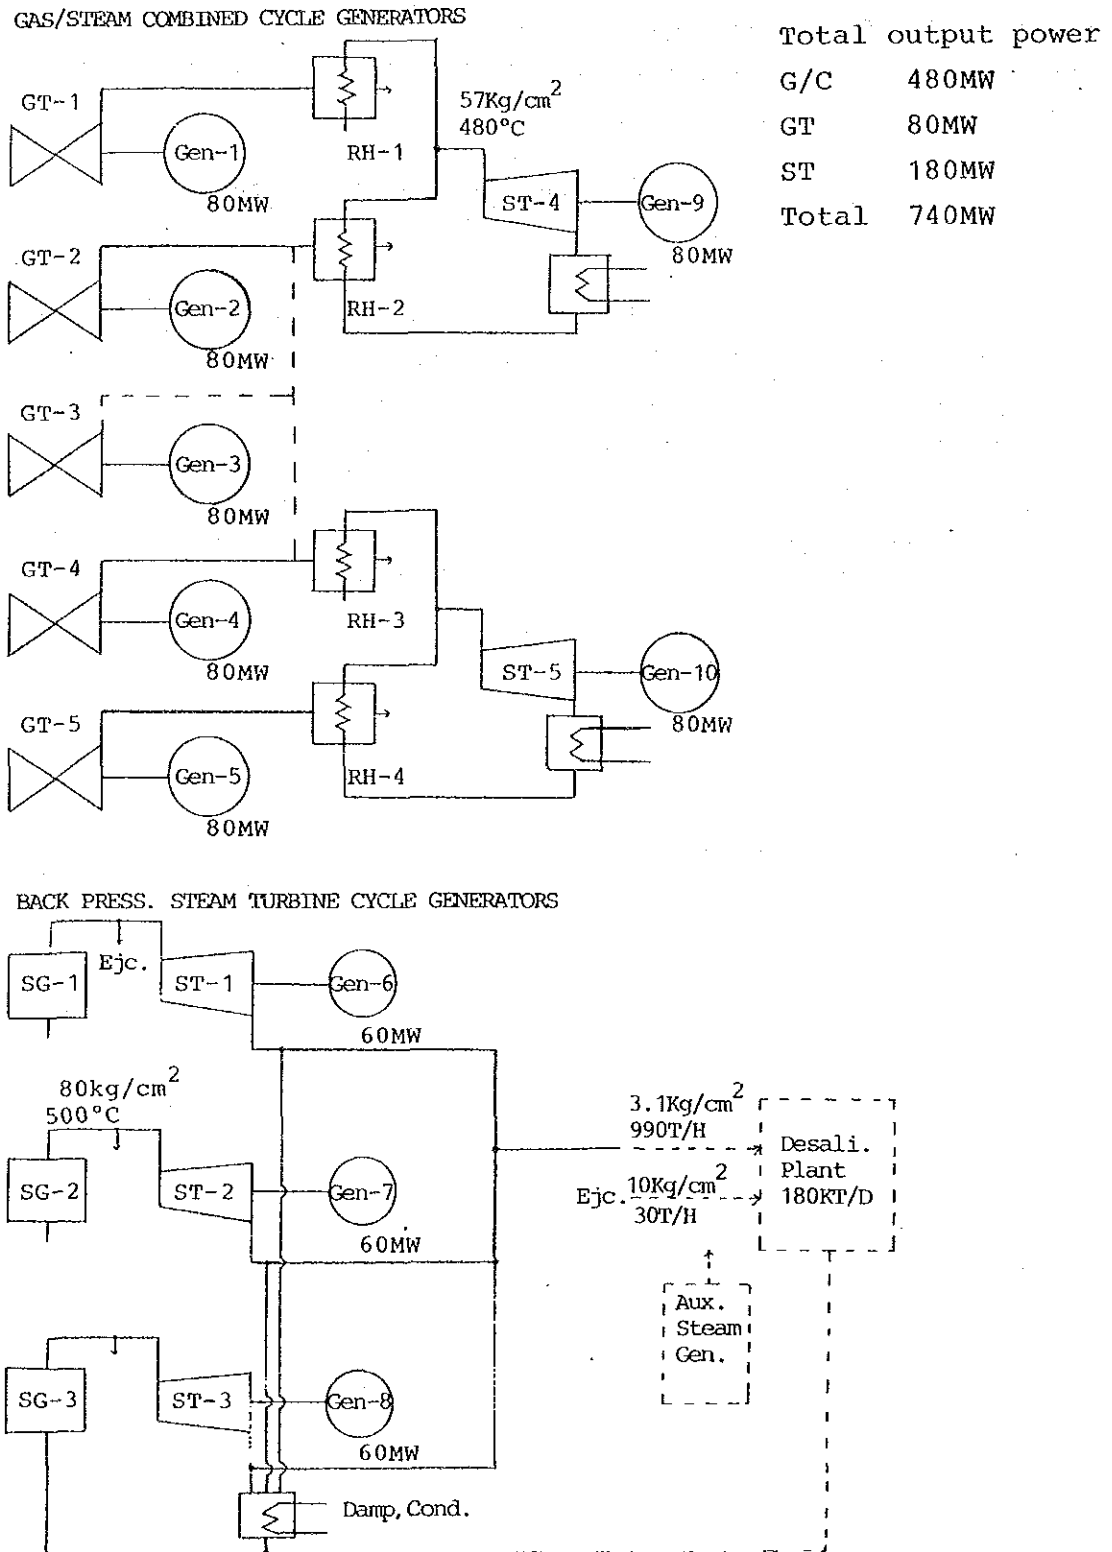 GAS/STEAM COMBINED CYCLE GENERATORS
Total output power
G/C 480MW
GT 80MW
ST 180MW
Total 740MW
GT-1
Gen-1
80MW
RH-1
57Kg/cm2
480°C
ST-4
Gen-9
80MW
GT-2
Gen-2
80MW
RH-2
GT-3
Gen-3
80MW
GT-4
Gen-4
80MW
RH-3
ST-5
Gen-10
80MW
GT-5
Gen-5
80MW
RH-4
BACK PRESS. STEAM TURBINE CYCLE GENERATORS
SG-1
Ejc.
ST-1
Gen-6
60MW
80kg/cm2
500°C
SG-2
ST-2
Gen-7
60MW
3.1Kg/cm2
990T/H
Ejc. 10Kg/cm2
30T/H
Desali.
Plant
180KT/D
Aux.
Steam
Gen.
SG-3
ST-3
Gen-8
60MW
Damp,Cond.